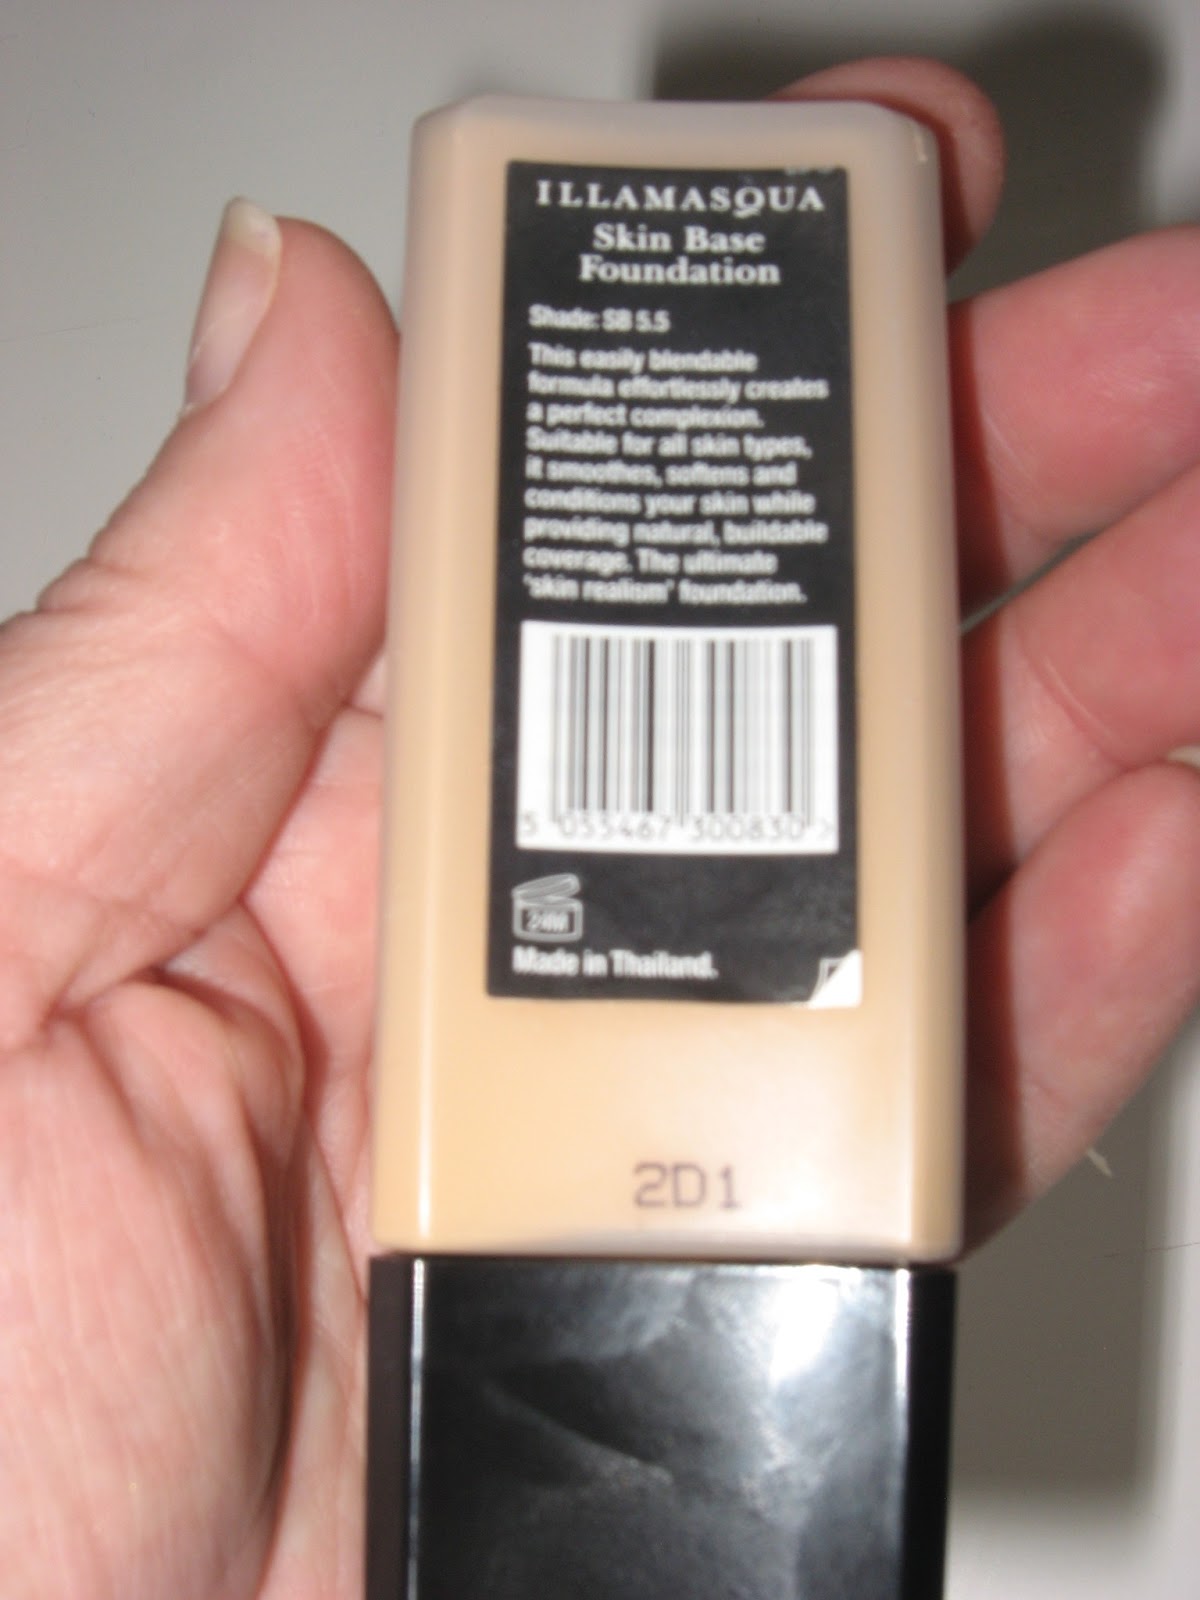 ILLAMASQUA
Skin Base
Foundation
Shade: SB 5.5
This easily blendable
formula effortlessly creates
a perfect complexion.
Suitable for all skin types,
it smoothes, softens and
conditions your skin while
providing natural, buildable
coverage. The ultimate
'skin realism' foundation.
5 055467 300830 >
24M
Made in Thailand.
2D1